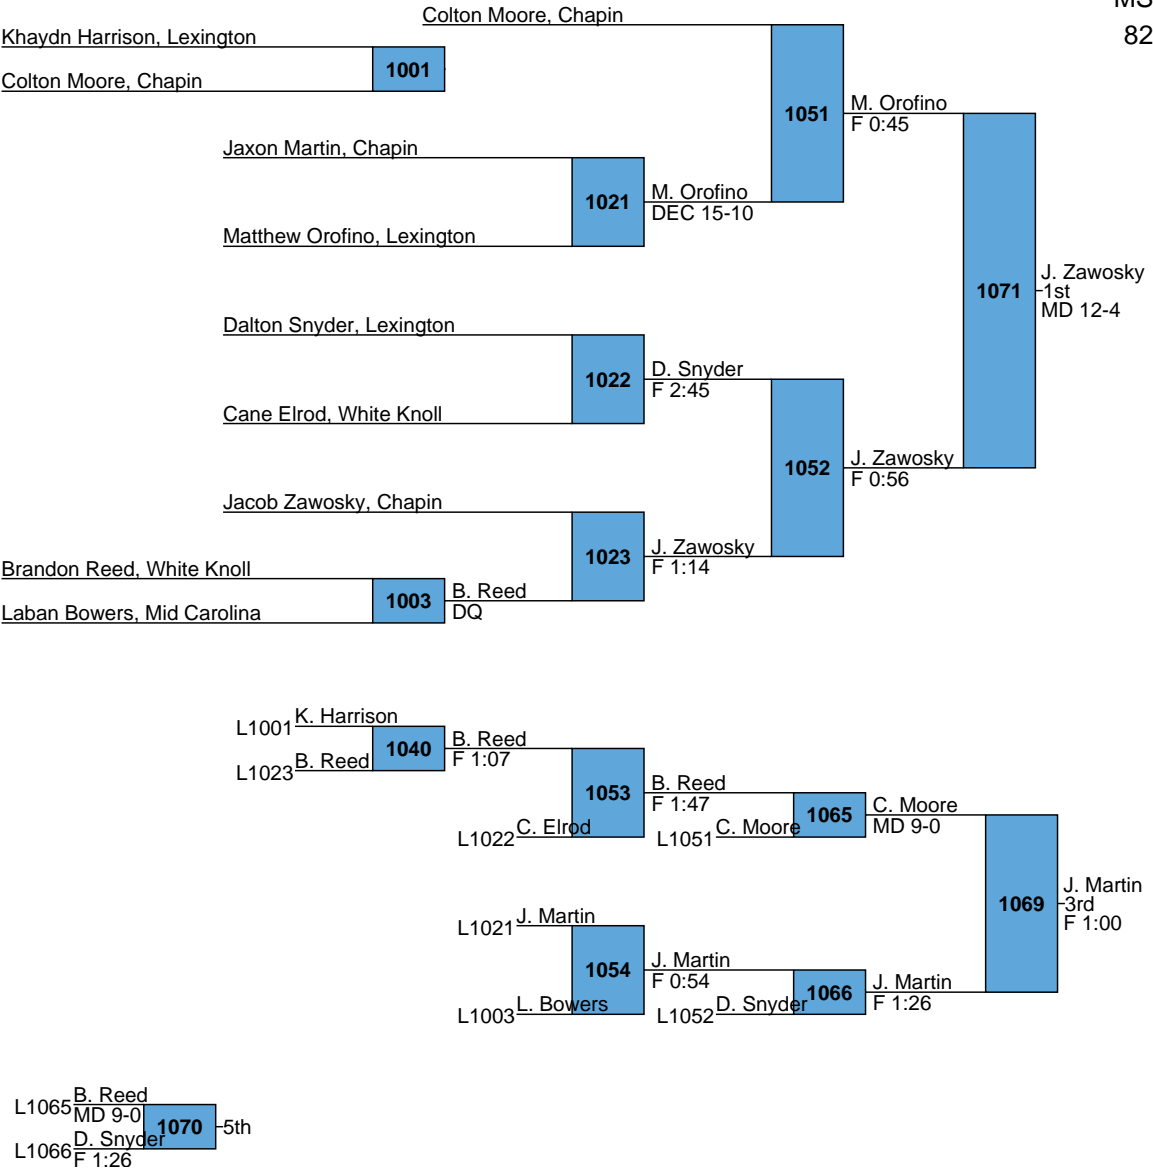 MS
82
Colton Moore, Chapin
Khaydn Harrison, Lexington
1001
Colton Moore, Chapin
1051
M. Orofino
F 0:45
Jaxon Martin, Chapin
1021
M. Orofino
DEC 15-10
Matthew Orofino, Lexington
1071
J. Zawosky
1st
MD 12-4
Dalton Snyder, Lexington
1022
D. Snyder
F 2:45
Cane Elrod, White Knoll
1052
J. Zawosky
F 0:56
Jacob Zawosky, Chapin
1023
J. Zawosky
F 1:14
Brandon Reed, White Knoll
1003
B. Reed
DQ
Laban Bowers, Mid Carolina
L1001
K. Harrison
1040
B. Reed
F 1:07
L1023
B. Reed
1053
B. Reed
F 1:47
L1022
C. Elrod
L1051
C. Moore
1065
C. Moore
MD 9-0
1069
J. Martin
3rd
F 1:00
L1021
J. Martin
1054
J. Martin
F 0:54
L1003
L. Bowers
L1052
D. Snyder
1066
J. Martin
F 1:26
L1065
B. Reed
MD 9-0
1070
5th
L1066
D. Snyder
F 1:26